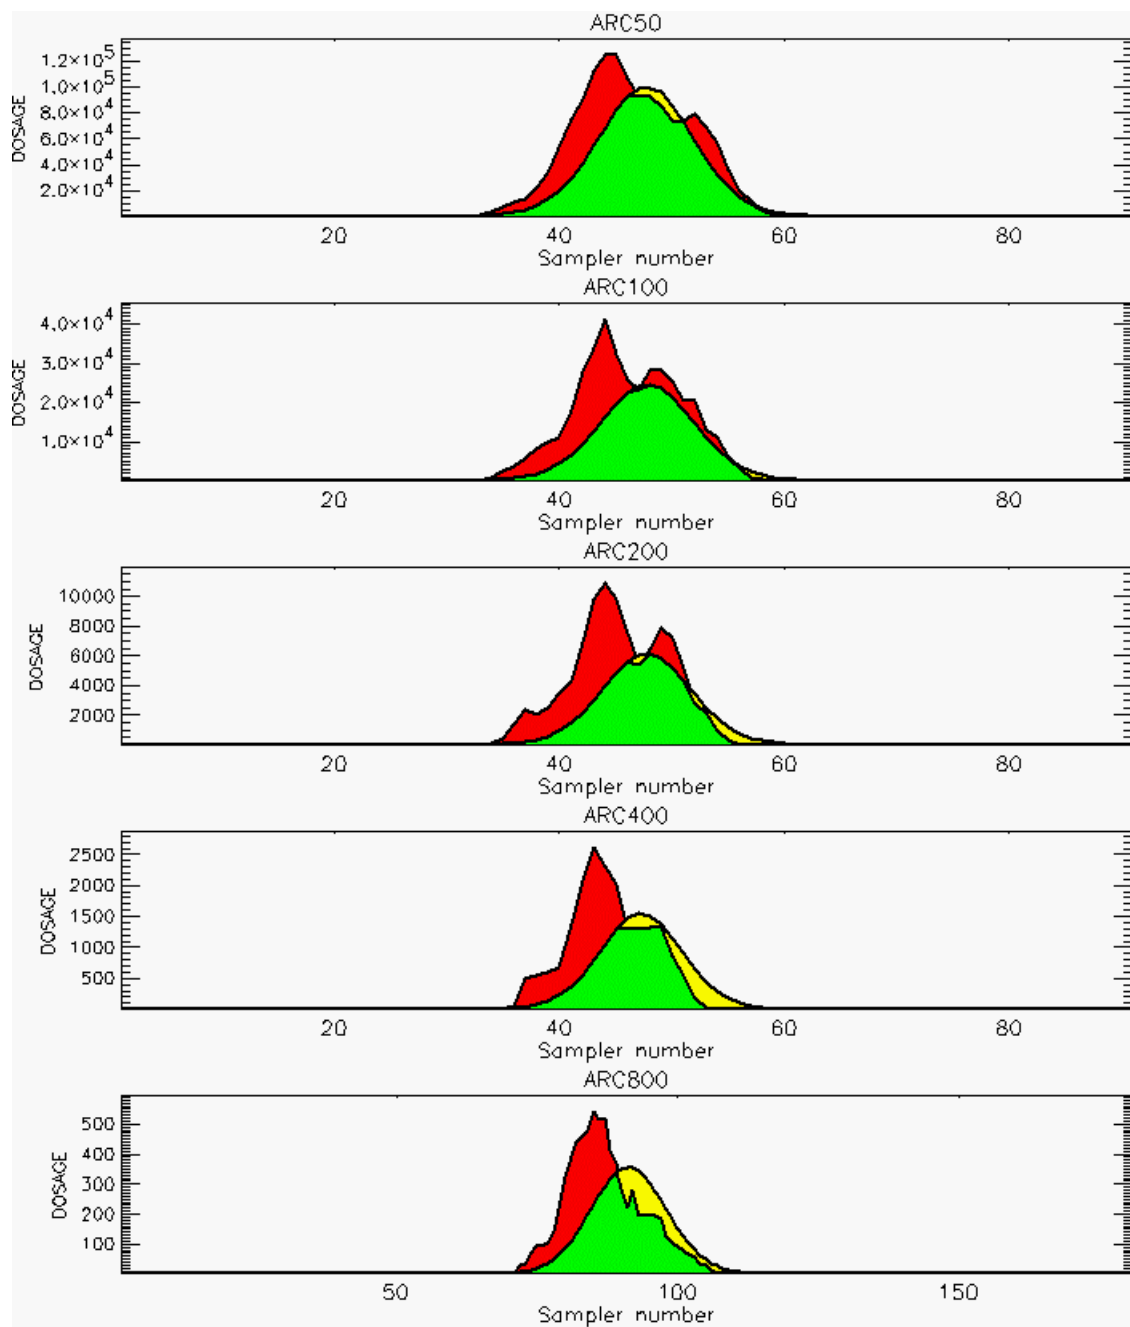 ARC50
1.2×10^5
1.0×10^5
8.0×10^4
6.0×10^4
4.0×10^4
2.0×10^4
DOSAGE
20 40 60 80
Sampler number
ARC100
4.0×10^4
3.0×10^4
2.0×10^4
1.0×10^4
DOSAGE
20 40 60 80
Sampler number
ARC200
10000
8000
6000
4000
2000
DOSAGE
20 40 60 80
Sampler number
ARC400
2500
2000
1500
1000
500
DOSAGE
20 40 60 80
Sampler number
ARC800
500
400
300
200
100
DOSAGE
50 100 150
Sampler number